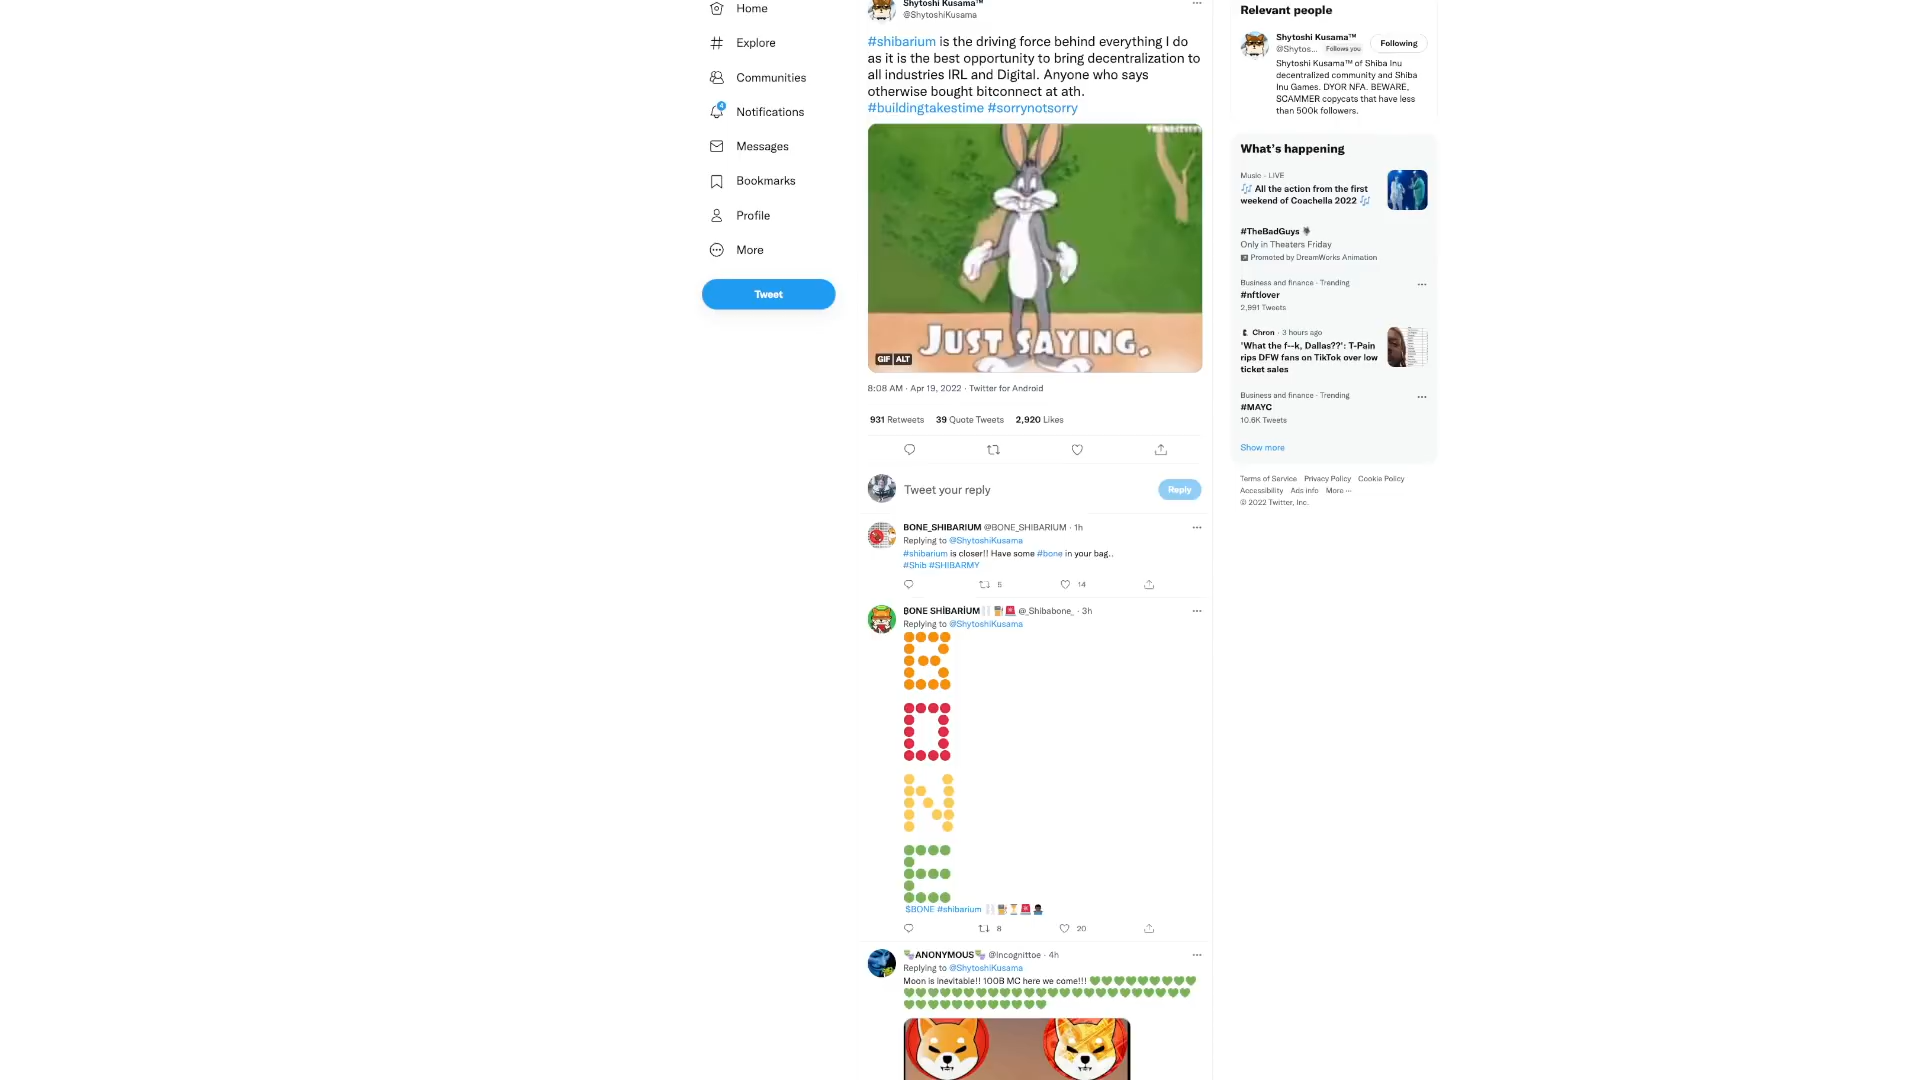 Home
Explore
Communities
4
Notifications
Messages
Bookmarks
Profile
More
Tweet
Shytoshi Kusama™
@ShytoshiKusama
#shibarium is the driving force behind everything I do
as it is the best opportunity to bring decentralization to
all industries IRL and Digital. Anyone who says
otherwise bought bitconnect at ath.
#buildingtakestime #sorrynotsorry
JUST SAYING.
GIF ALT
8:08 AM · Apr 19, 2022 · Twitter for Android
931 Retweets 39 Quote Tweets 2,920 Likes
Tweet your reply
Reply
BONE_SHIBARIUM @BONE_SHIBARIUM · 1h
Replying to @ShytoshiKusama
#shibarium is closer!! Have some #bone in your bag..
#Shib #SHIBARMY
5 14
BONE SHİBARİUM @_Shibabone_ · 3h
Replying to @ShytoshiKusama
B
O
N
E
$BONE #shibarium
8 20
ANONYMOUS @Incognittoe · 4h
Replying to @ShytoshiKusama
Moon is inevitable!! 100B MC here we come!!!
Relevant people
Shytoshi Kusama™
@Shytos... Follows you
Following
Shytoshi Kusama™ of Shiba Inu
decentralized community and Shiba
Inu Games. DYOR NFA. BEWARE,
SCAMMER copycats that have less
than 500k followers.
What's happening
Music · LIVE
All the action from the first
weekend of Coachella 2022
#TheBadGuys
Only in Theaters Friday
Promoted by DreamWorks Animation
Business and finance · Trending
#nftlover
2,991 Tweets
Chron · 3 hours ago
'What the f--k, Dallas??': T-Pain
rips DFW fans on TikTok over low
ticket sales
Business and finance · Trending
#MAYC
10.6K Tweets
Show more
Terms of Service Privacy Policy Cookie Policy
Accessibility Ads info More ···
© 2022 Twitter, Inc.